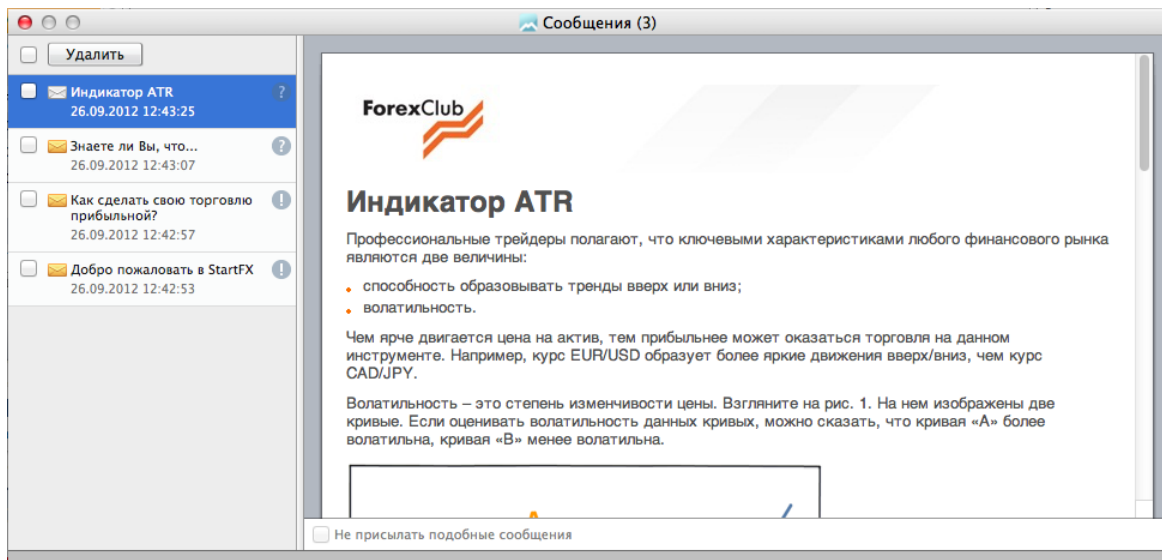 Сообщения (3)
Удалить
Индикатор ATR
26.09.2012 12:43:25
?
Знаете ли Вы, что...
26.09.2012 12:43:07
?
Как сделать свою торговлю
прибыльной?
26.09.2012 12:42:57
!
Добро пожаловать в StartFX
26.09.2012 12:42:53
!
ForexClub
Индикатор ATR
Профессиональные трейдеры полагают, что ключевыми характеристиками любого финансового рынка
являются две величины:
• способность образовывать тренды вверх или вниз;
• волатильность.
Чем ярче двигается цена на актив, тем прибыльнее может оказаться торговля на данном
инструменте. Например, курс EUR/USD образует более яркие движения вверх/вниз, чем курс
CAD/JPY.
Волатильность – это степень изменчивости цены. Взгляните на рис. 1. На нем изображены две
кривые. Если оценивать волатильность данных кривых, можно сказать, что кривая «А» более
волатильна, кривая «В» менее волатильна.
Не присылать подобные сообщения